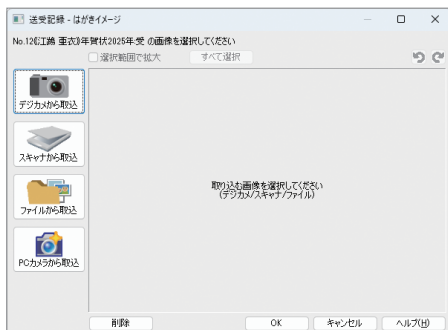 送受記録 - はがきイメージ
No.12《江鶴 亜衣》年賀状2025年:受 の画像を選択してください
選択範囲で拡大 すべて選択
デジカメから取込
スキャナから取込
ファイルから取込
PCカメラから取込
取り込む画像を選択してください
(デジカメ/スキャナ/ファイル)
削除 OK キャンセル ヘルプ(H)